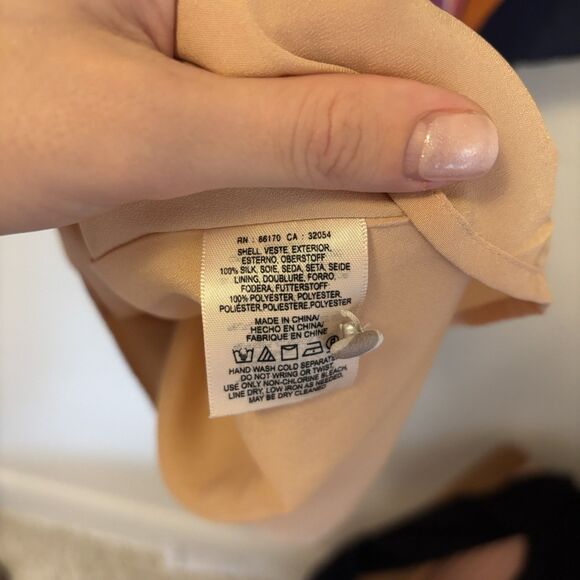 RN : 66170 CA : 32054
SHELL, VESTE, EXTERIOR,
ESTERNO, OBERSTOFF
100% SILK, SOIE, SEDA, SETA, SEIDE
LINING, DOUBLURE, FORRO,
FODERA, FUTTERSTOFF
100% POLYESTER, POLYESTER,
POLIÉSTER, POLIESTERE, POLYESTER
MADE IN CHINA/
HECHO EN CHINA/
FABRIQUE EN CHINE
HAND WASH COLD SEPARATELY
DO NOT WRING OR TWIST,
USE ONLY NON-CHLORINE BLEACH,
LINE DRY, LOW IRON AS NEEDED,
MAY BE DRY CLEANED